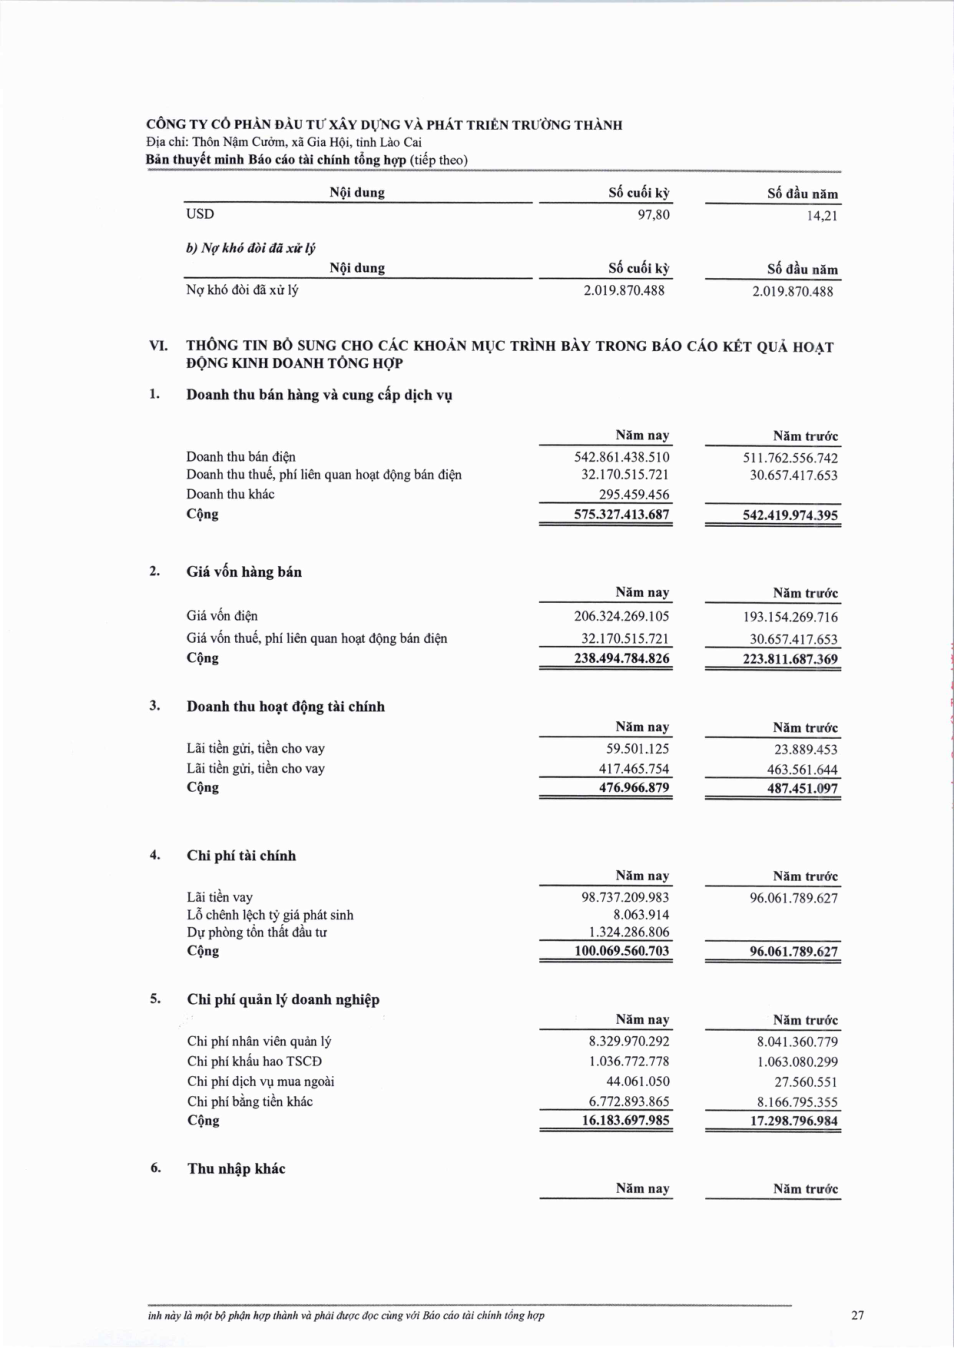 CÔNG TY CỔ PHẦN ĐẦU TƯ XÂY DỰNG VÀ PHÁT TRIỂN TRƯỜNG THÀNH
Địa chỉ: Thôn Nậm Cưởm, xã Gia Hội, tỉnh Lào Cai
Bản thuyết minh Báo cáo tài chính tổng hợp (tiếp theo)
Nội dung Số cuối kỳ Số đầu năm
USD 97,80 14,21
b) Nợ khó đòi đã xử lý
Nội dung Số cuối kỳ Số đầu năm
Nợ khó đòi đã xử lý 2.019.870.488 2.019.870.488
VI. THÔNG TIN BỔ SUNG CHO CÁC KHOẢN MỤC TRÌNH BÀY TRONG BÁO CÁO KẾT QUẢ HOẠT
ĐỘNG KINH DOANH TỔNG HỢP
1. Doanh thu bán hàng và cung cấp dịch vụ
Năm nay Năm trước
Doanh thu bán điện 542.861.438.510 511.762.556.742
Doanh thu thuế, phí liên quan hoạt động bán điện 32.170.515.721 30.657.417.653
Doanh thu khác 295.459.456
Cộng 575.327.413.687 542.419.974.395
2. Giá vốn hàng bán
Năm nay Năm trước
Giá vốn điện 206.324.269.105 193.154.269.716
Giá vốn thuế, phí liên quan hoạt động bán điện 32.170.515.721 30.657.417.653
Cộng 238.494.784.826 223.811.687.369
3. Doanh thu hoạt động tài chính
Năm nay Năm trước
Lãi tiền gửi, tiền cho vay 59.501.125 23.889.453
Lãi tiền gửi, tiền cho vay 417.465.754 463.561.644
Cộng 476.966.879 487.451.097
4. Chi phí tài chính
Năm nay Năm trước
Lãi tiền vay 98.737.209.983 96.061.789.627
Lỗ chênh lệch tỷ giá phát sinh 8.063.914
Dự phòng tổn thất đầu tư 1.324.286.806
Cộng 100.069.560.703 96.061.789.627
5. Chi phí quản lý doanh nghiệp
Năm nay Năm trước
Chi phí nhân viên quản lý 8.329.970.292 8.041.360.779
Chi phí khấu hao TSCĐ 1.036.772.778 1.063.080.299
Chi phí dịch vụ mua ngoài 44.061.050 27.560.551
Chi phí bằng tiền khác 6.772.893.865 8.166.795.355
Cộng 16.183.697.985 17.298.796.984
6. Thu nhập khác
Năm nay Năm trước
inh này là một bộ phận hợp thành và phải được đọc cùng với Báo cáo tài chính tổng hợp 27